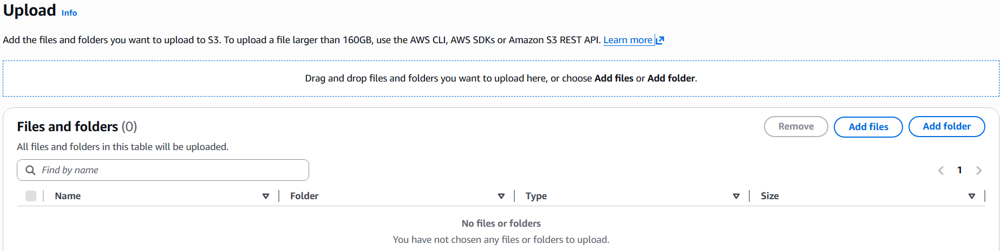 Upload Info
Add the files and folders you want to upload to S3. To upload a file larger than 160GB, use the AWS CLI, AWS SDKs or Amazon S3 REST API. Learn more
Drag and drop files and folders you want to upload here, or choose Add files or Add folder.
Files and folders (0)
Remove
Add files
Add folder
All files and folders in this table will be uploaded.
Find by name
1
Name
Folder
Type
Size
No files or folders
You have not chosen any files or folders to upload.